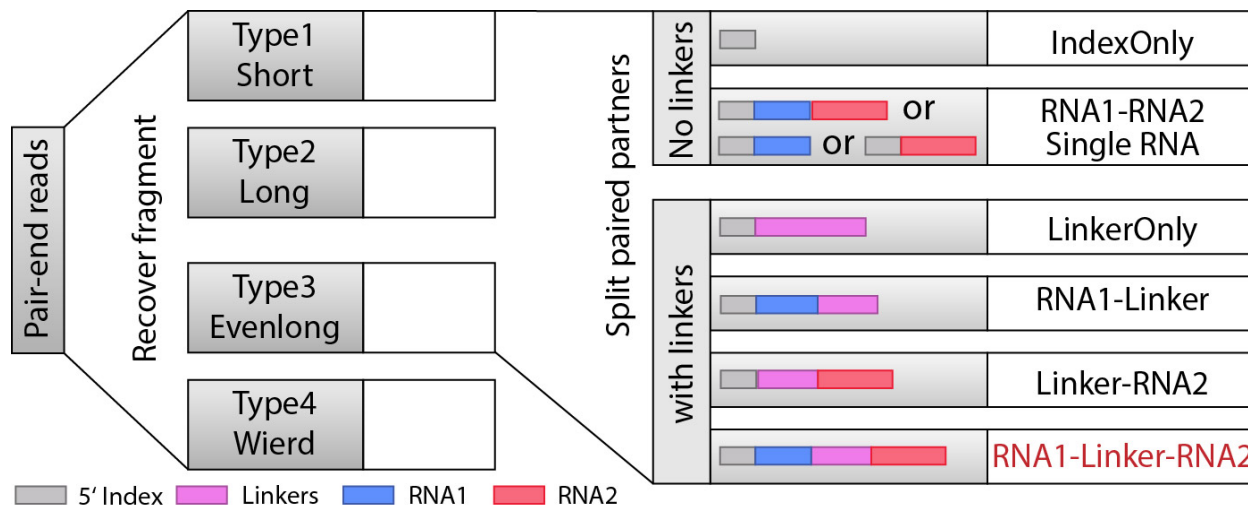 Pair-end reads
Recover fragment
Type1
Short
Type2
Long
Type3
Evenlong
Type4
Wierd
Split paired partners
No linkers
IndexOnly
or
or
RNA1-RNA2
Single RNA
with linkers
LinkerOnly
RNA1-Linker
Linker-RNA2
RNA1-Linker-RNA2
5‘ Index
Linkers
RNA1
RNA2